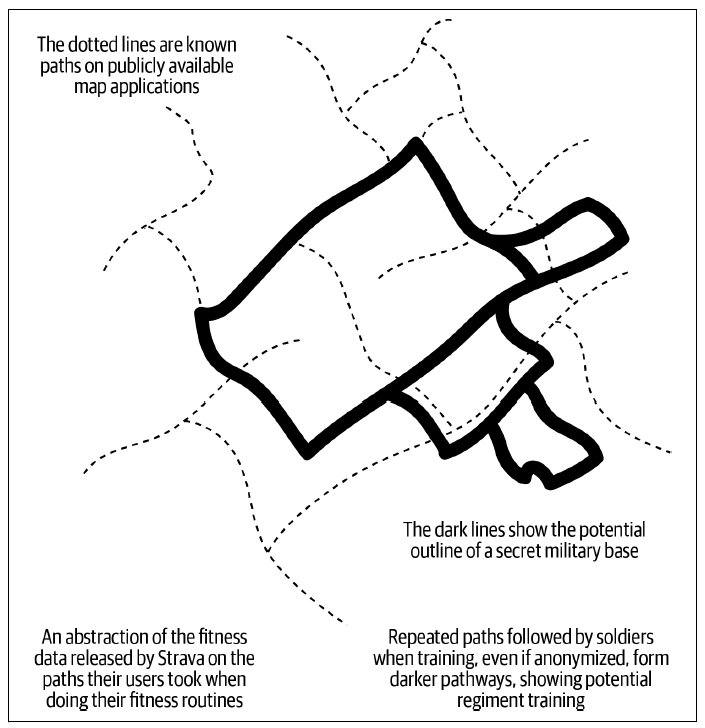 The dotted lines are known
paths on publicly available
map applications
The dark lines show the potential
outline of a secret military base
An abstraction of the fitness
data released by Strava on the
paths their users took when
doing their fitness routines
Repeated paths followed by soldiers
when training, even if anonymized, form
darker pathways, showing potential
regiment training